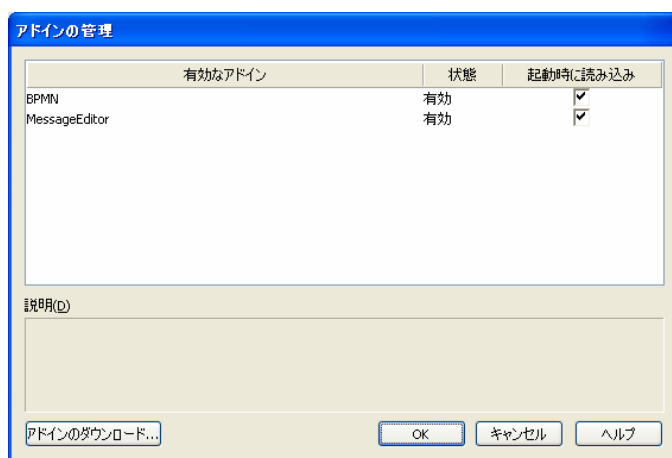 アドインの管理
有効なアドイン 状態 起動時に読み込み
BPMN 有効
MessageEditor 有効
説明(D)
アドインのダウンロード... OK キャンセル ヘルプ